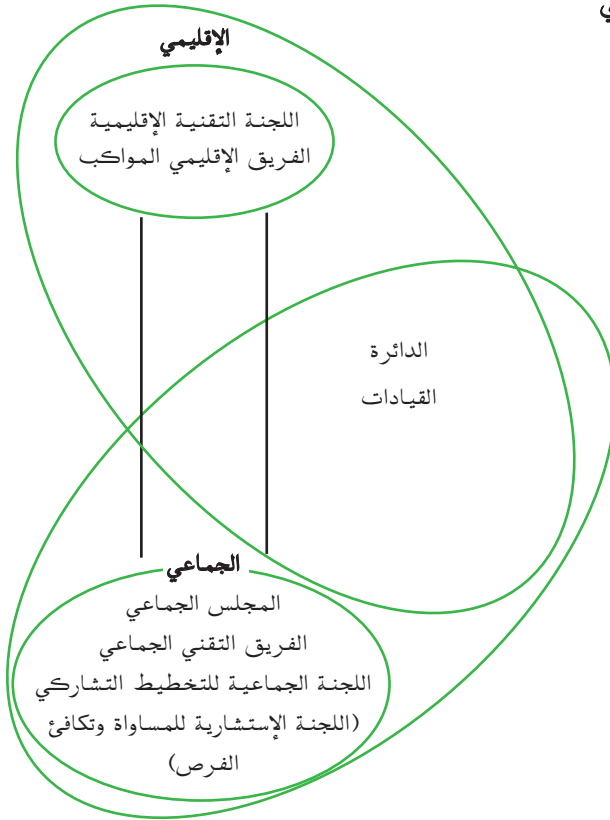 الإقليمي
اللجنة التقنية الإقليمية
الفريق الإقليمي المواكب
الدائرة
القيادات
الجماعي
المجلس الجماعي
الفريق التقني الجماعي
اللجنة الجماعية للتخطيط التشاركي
(اللجنة الإستشارية للمساواة وتكافئ
الفرص)